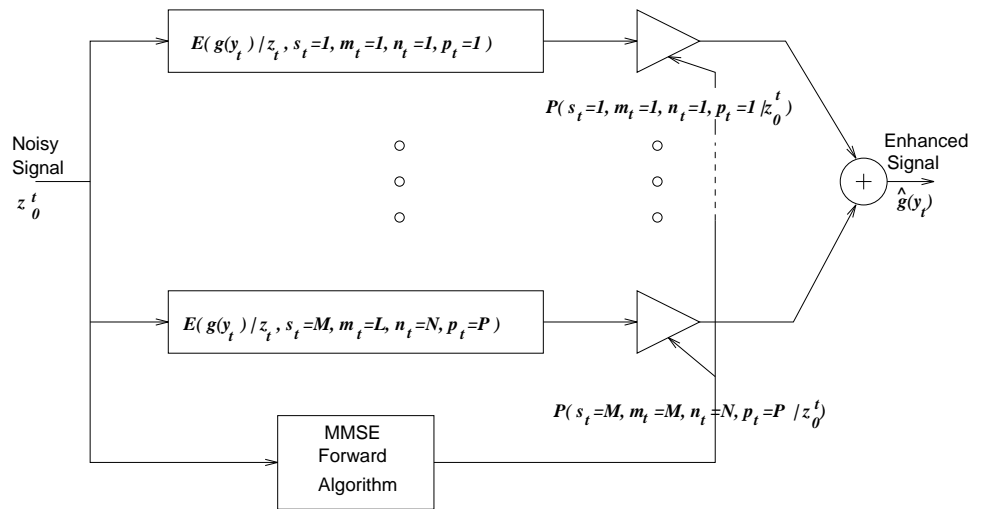 E( g(y_t) / z_t, s_t=1, m_t=1, n_t=1, p_t=1 )
P( s_t=1, m_t=1, n_t=1, p_t=1 / z_0^t )
Noisy
Signal
z_0^t
Enhanced
Signal
+
ĝ(y_t)
E( g(y_t) / z_t, s_t=M, m_t=L, n_t=N, p_t=P )
P( s_t=M, m_t=M, n_t=N, p_t=P / z_0^t )
MMSE
Forward
Algorithm